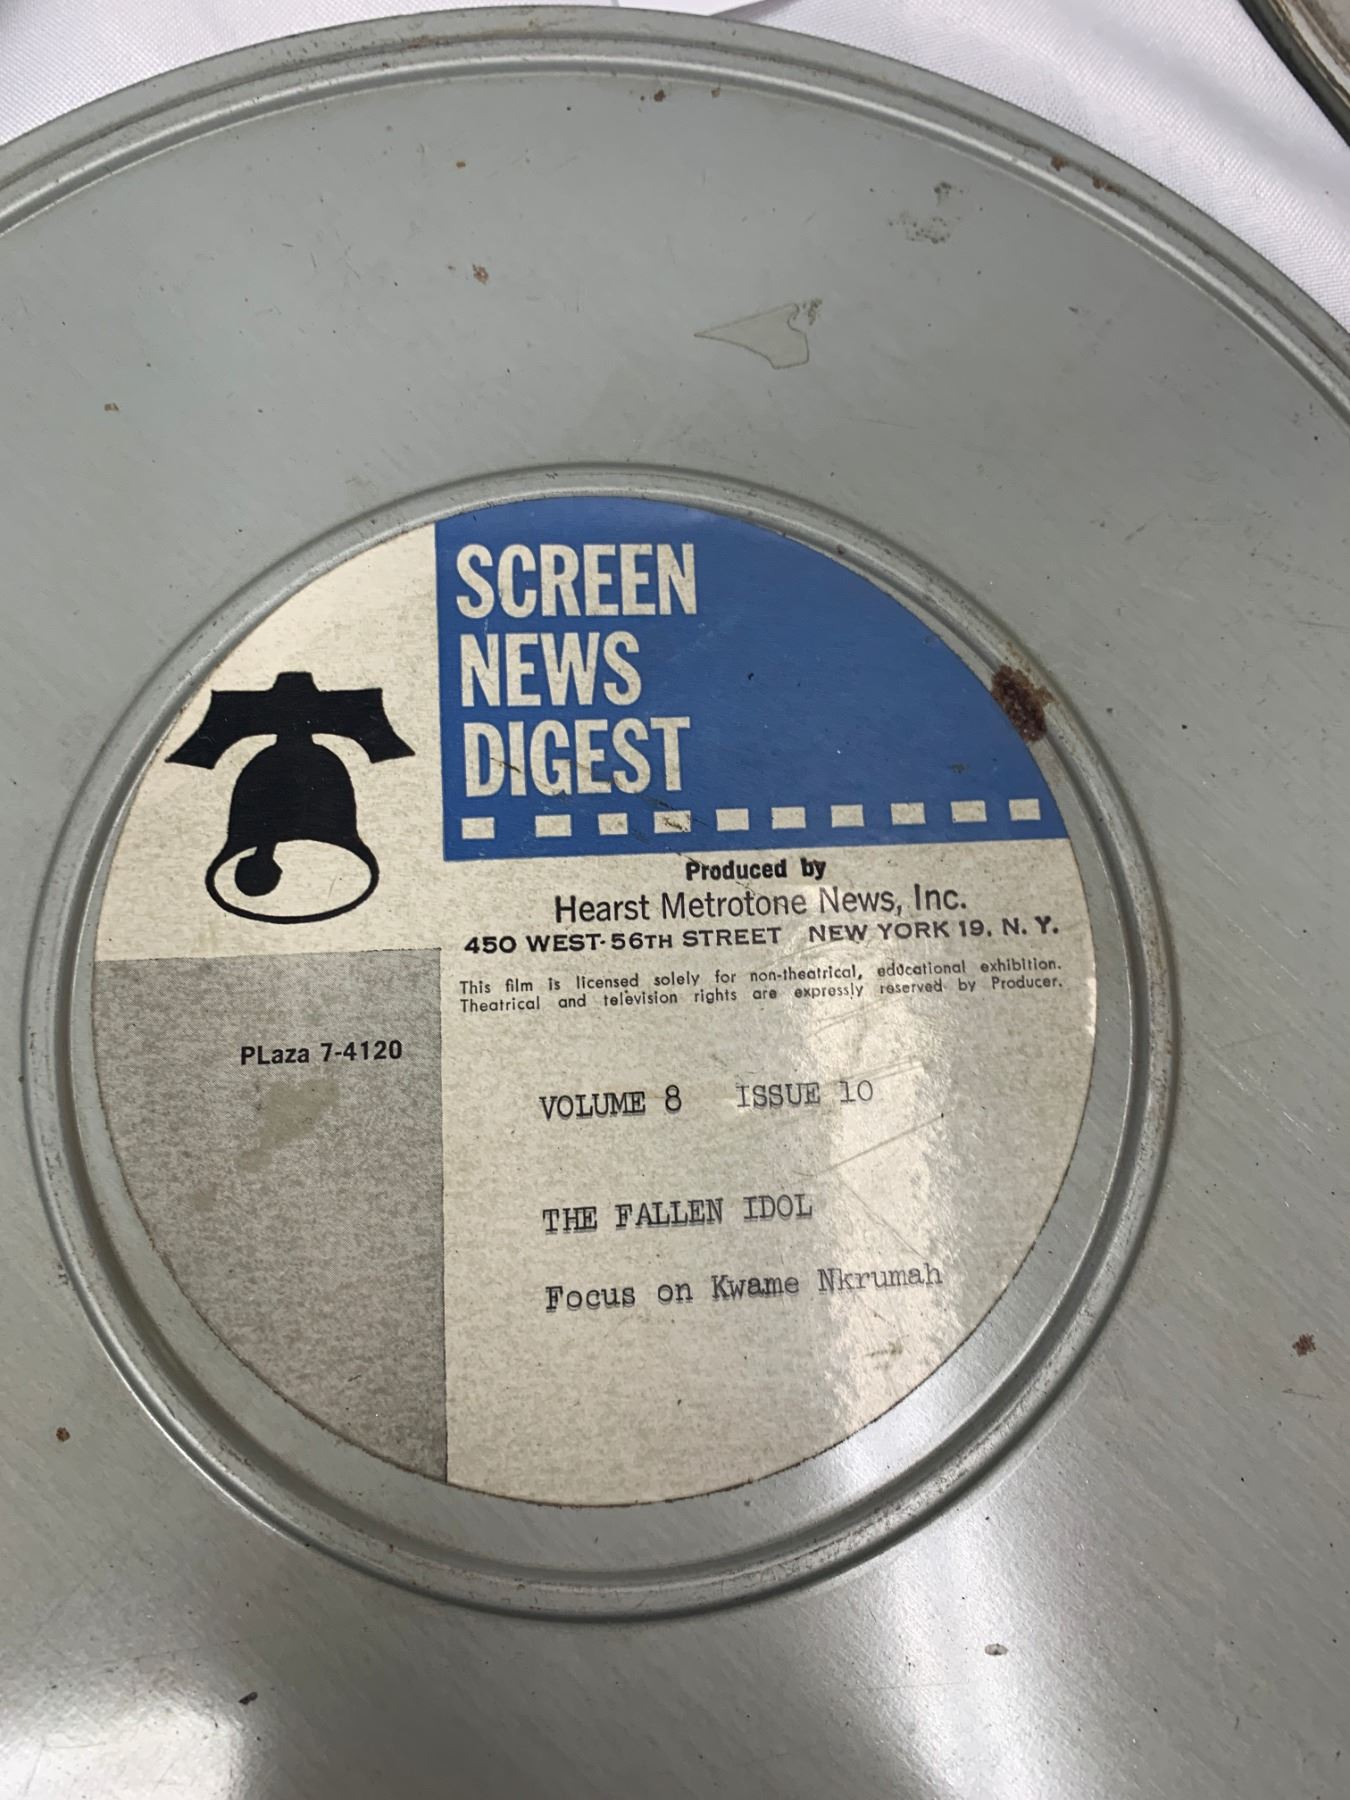 SCREEN
NEWS
DIGEST
Produced by
Hearst Metrotone News, Inc.
450 WEST· 56TH STREET NEW YORK 19, N. Y.
This film is licensed solely for non-theatrical, educational exhibition.
Theatrical and television rights are expressly reserved by Producer.
PLaza 7-4120
VOLUME 8 ISSUE 10
THE FALLEN IDOL
Focus on Kwame Nkrumah